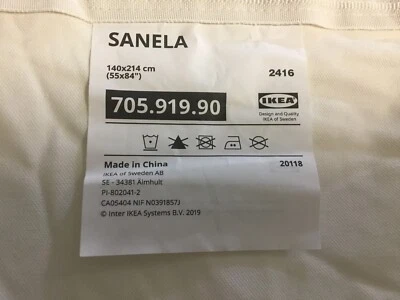 SANELA
140x214 cm
(55x84")
2416
705.919.90
IKEA
Design and Quality
IKEA of Sweden
Made in China
20118
IKEA of Sweden AB
SE - 34381 Älmhult
PI-802041-2
CA05404 NIF N0391857J
© Inter IKEA Systems B.V. 2019